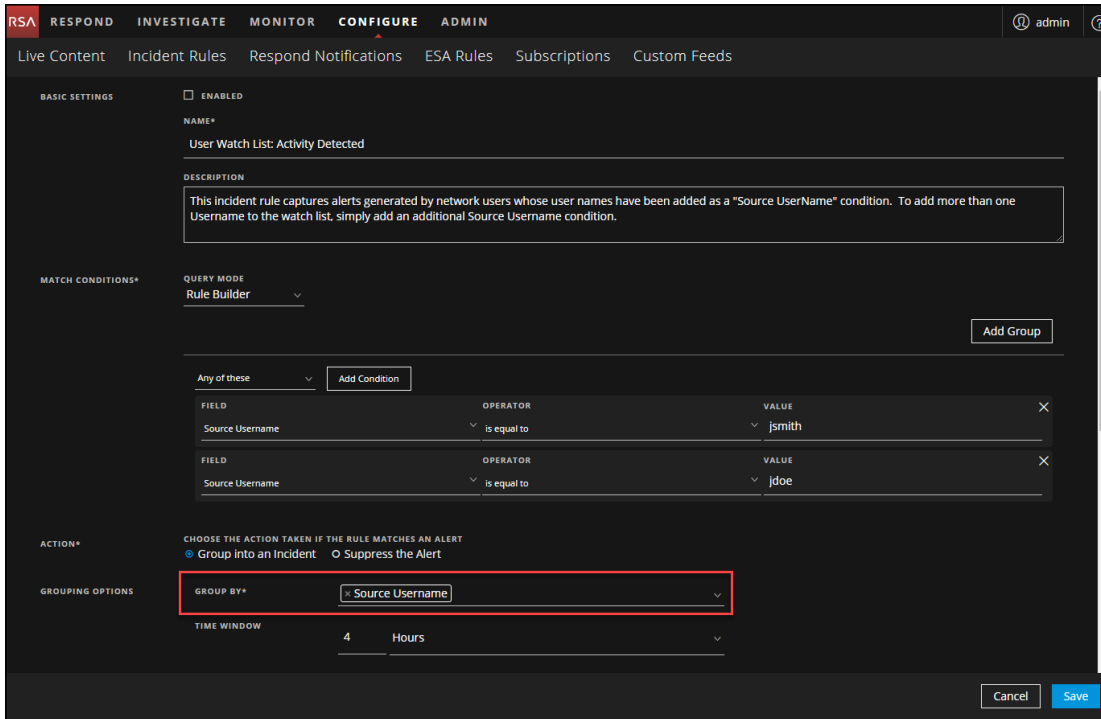 RSA RESPOND INVESTIGATE MONITOR CONFIGURE ADMIN admin ?
Live Content Incident Rules Respond Notifications ESA Rules Subscriptions Custom Feeds
BASIC SETTINGS ENABLED
NAME*
User Watch List: Activity Detected
DESCRIPTION
This incident rule captures alerts generated by network users whose user names have been added as a "Source UserName" condition. To add more than one
Username to the watch list, simply add an additional Source Username condition.
MATCH CONDITIONS* QUERY MODE
Rule Builder
Add Group
Any of these Add Condition
FIELD OPERATOR VALUE
Source Username is equal to jsmith
FIELD OPERATOR VALUE
Source Username is equal to jdoe
ACTION* CHOOSE THE ACTION TAKEN IF THE RULE MATCHES AN ALERT
Group into an Incident Suppress the Alert
GROUPING OPTIONS GROUP BY* × Source Username
TIME WINDOW
4 Hours
Cancel Save